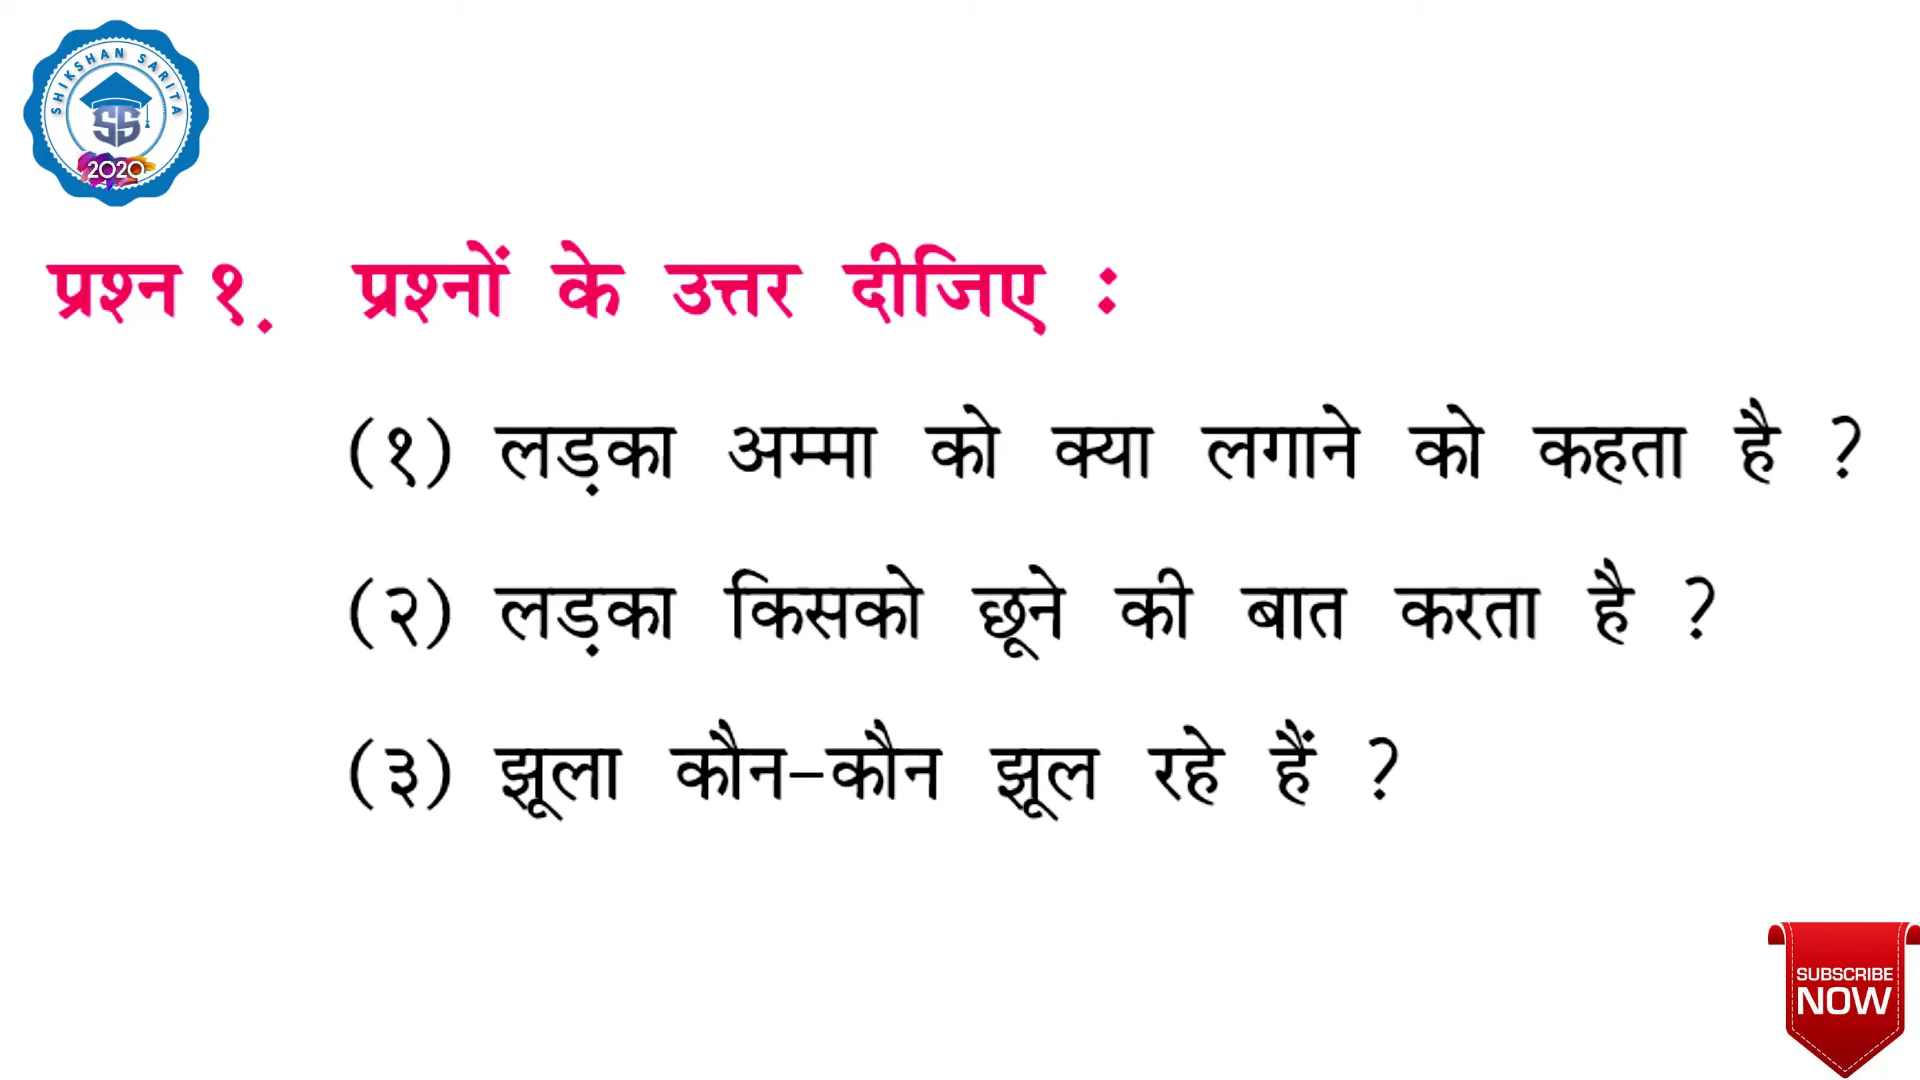 SHIKSHAN SARITA
SS
2020
प्रश्न १. प्रश्नों के उत्तर दीजिए :
(१) लड़का अम्मा को क्या लगाने को कहता है ?
(२) लड़का किसको छूने की बात करता है ?
(३) झूला कौन-कौन झूल रहे हैं ?
SUBSCRIBE
NOW